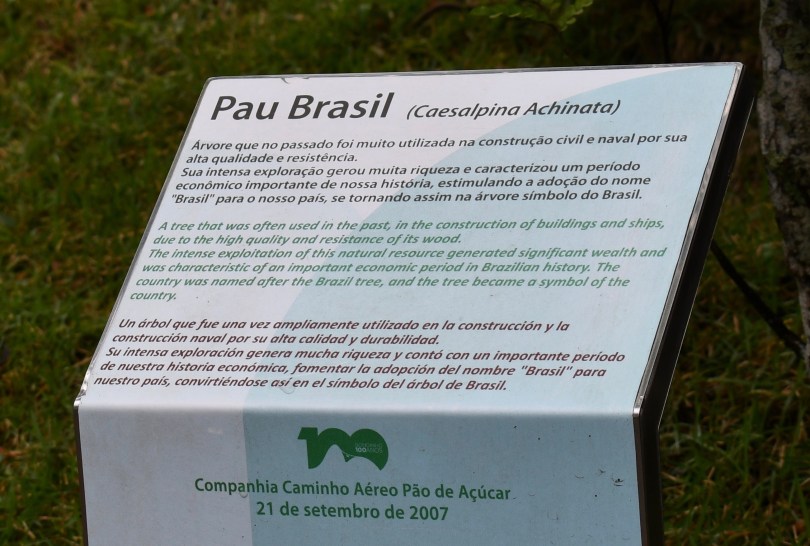 Pau Brasil (Caesalpina Achinata)
Árvore que no passado foi muito utilizada na construção civil e naval por sua
alta qualidade e resistência.
Sua intensa exploração gerou muita riqueza e caracterizou um período
econômico importante de nossa história, estimulando a adoção do nome
"Brasil" para o nosso país, se tornando assim na árvore símbolo do Brasil.
A tree that was often used in the past, in the construction of buildings and ships,
due to the high quality and resistance of its wood.
The intense exploitation of this natural resource generated significant wealth and
was characteristic of an important economic period in Brazilian history. The
country was named after the Brazil tree, and the tree became a symbol of the
country.
Un árbol que fue una vez ampliamente utilizado en la construcción y la
construcción naval por su alta calidad y durabilidad.
Su intensa exploración genera mucha riqueza y contó con un importante período
de nuestra historia económica, fomentar la adopción del nombre "Brasil" para
nuestro país, convirtiéndose así en el símbolo del árbol de Brasil.
100
Companhia Caminho Aéreo Pão de Açúcar
21 de setembro de 2007